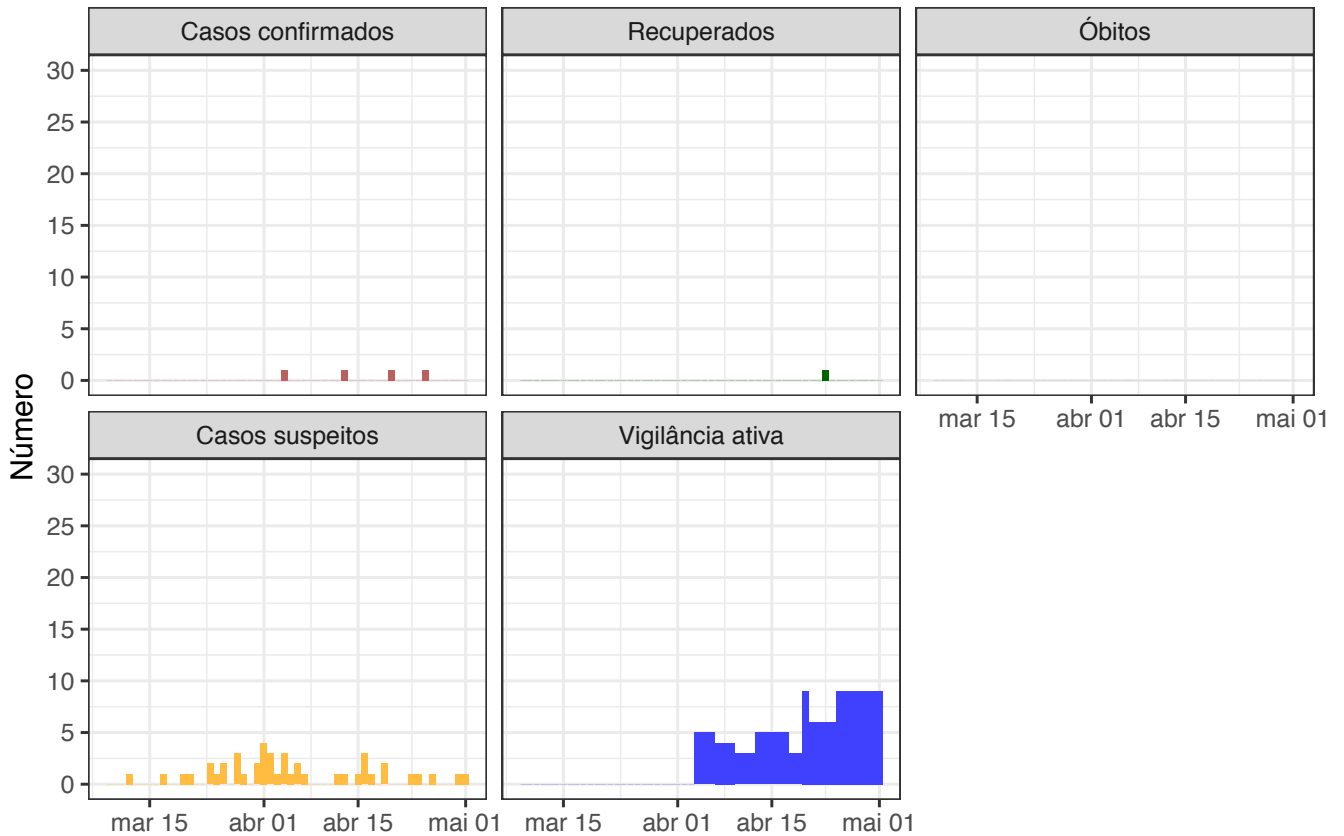 Casos confirmados
Recuperados
Óbitos
30
25
20
15
10
5
0
mar 15
abr 01
abr 15
mai 01
Número
Casos suspeitos
Vigilância ativa
30
25
20
15
10
5
0
mar 15
abr 01
abr 15
mai 01
mar 15
abr 01
abr 15
mai 01